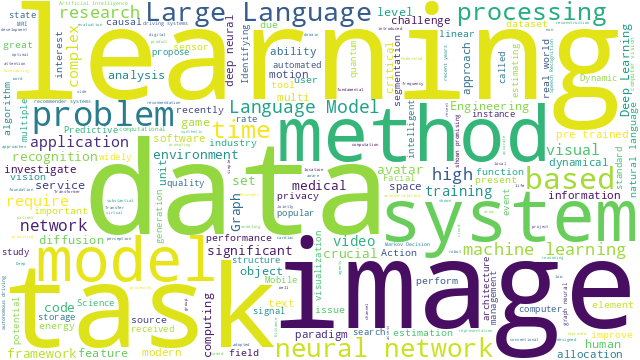 Artificial Intelligence
state
research
Large Language
level
processing
causal
driving systems
challenge
dataset
great
complex
interest
sensor
propose
due
ability
deep neural
Identifying
learning
linear
approach
real world
Deep Learning
analysis
automated
motion
user
tool
quantum
critical
segmentation
called
estimating
Dynamic
algorithm
multiple
problem
recently
Language Model
multi
method
Engineering
pre trained
natural language
Predictive
computational
game
intelligent
instance
application
time
software
industry
rate
recognition
widely
environment
data
visual
dynamical
investigate
vision
service
unit
quality
generation
Graph
set
medical
privacy
avatar
facial
space
high
training
function
present
event
based
standard
information
require
important
popular
system
network
diffusion
model
performance
significant
structure
object
video
crucial
Action
Markov Decision
machine learning
visualization
study
potential
code
storage
energy
Science
source
received
task
computing
Mobile
text
signal
issue
image
perform
architecture
management
computer
element
improve
human
framework
feature
modern
field
neural network
paradigm
search
estimation
allocation